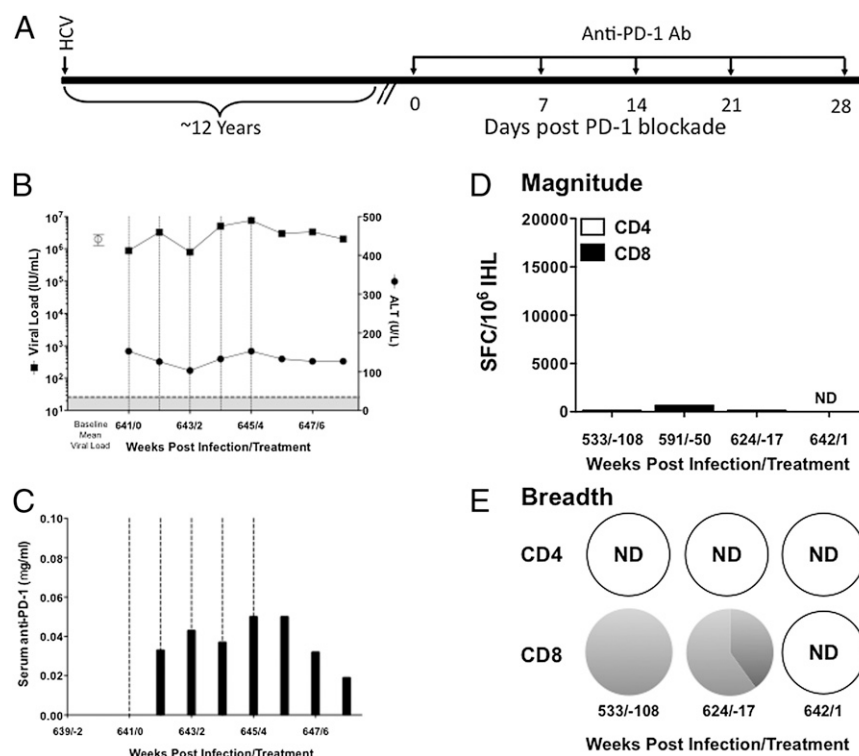 A
HCV
Anti-PD-1 Ab
0 7 14 21 28
~12 Years
Days post PD-1 blockade
B
Viral Load (IU/mL)
10^7
10^6
10^5
10^4
10^3
10^2
10^1
500
400
300
200
100
0
ALT (U/L)
Baseline
Mean
Viral Load
641/0 643/2 645/4 647/6
Weeks Post Infection/Treatment
C
Serum anti-PD-1 (mg/ml)
0.10
0.08
0.06
0.04
0.02
0.00
639/-2 641/0 643/2 645/4 647/6
Weeks Post Infection/Treatment
D Magnitude
SFC/10^6 IHL
20000
15000
10000
5000
0
CD4
CD8
ND
533/-108 591/-50 624/-17 642/1
Weeks Post Infection/Treatment
E Breadth
CD4 ND ND ND
CD8 ND
533/-108 624/-17 642/1
Weeks Post Infection/Treatment